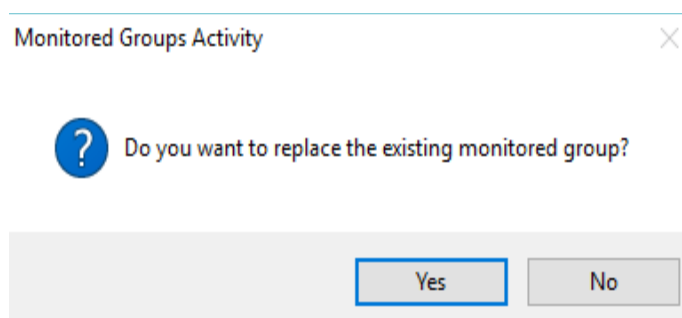 Monitored Groups Activity
Do you want to replace the existing monitored group?
Yes No